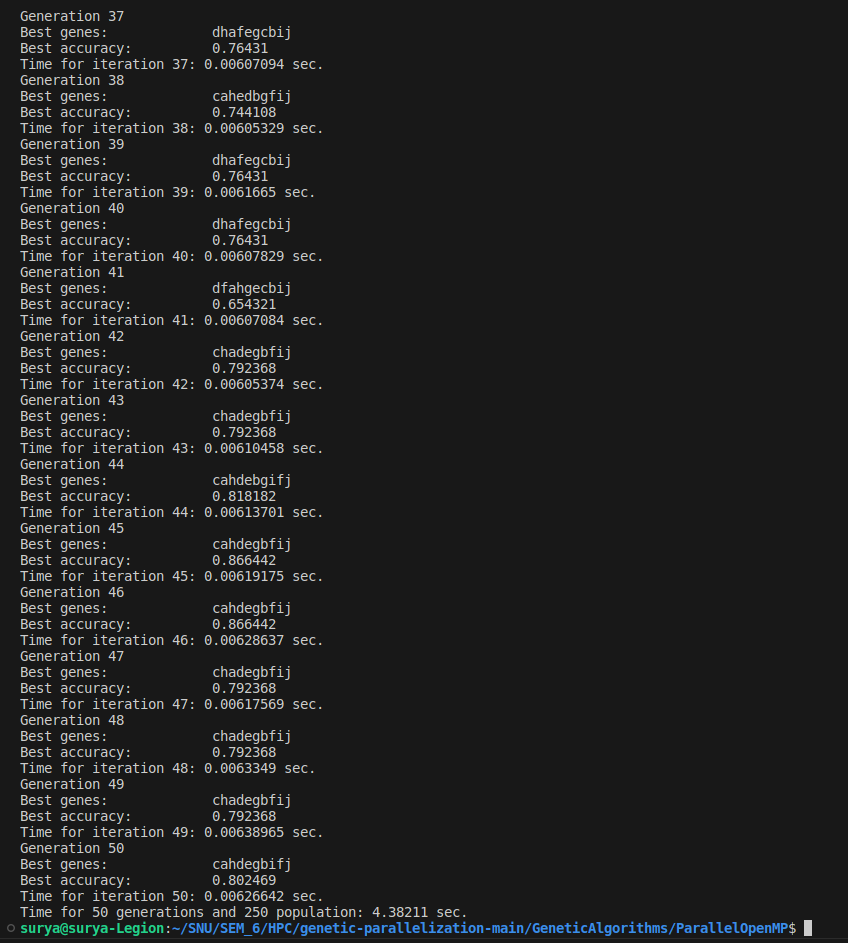 Generation 37
Best genes:             dhafegcbij
Best accuracy:          0.76431
Time for iteration 37: 0.00607094 sec.
Generation 38
Best genes:             cahedbgfij
Best accuracy:          0.744108
Time for iteration 38: 0.00605329 sec.
Generation 39
Best genes:             dhafegcbij
Best accuracy:          0.76431
Time for iteration 39: 0.0061665 sec.
Generation 40
Best genes:             dhafegcbij
Best accuracy:          0.76431
Time for iteration 40: 0.00607829 sec.
Generation 41
Best genes:             dfahgecbij
Best accuracy:          0.654321
Time for iteration 41: 0.00607084 sec.
Generation 42
Best genes:             chadegbfij
Best accuracy:          0.792368
Time for iteration 42: 0.00605374 sec.
Generation 43
Best genes:             chadegbfij
Best accuracy:          0.792368
Time for iteration 43: 0.00610458 sec.
Generation 44
Best genes:             cahdebgifj
Best accuracy:          0.818182
Time for iteration 44: 0.00613701 sec.
Generation 45
Best genes:             cahdegbfij
Best accuracy:          0.866442
Time for iteration 45: 0.00619175 sec.
Generation 46
Best genes:             cahdegbfij
Best accuracy:          0.866442
Time for iteration 46: 0.00628637 sec.
Generation 47
Best genes:             chadegbfij
Best accuracy:          0.792368
Time for iteration 47: 0.00617569 sec.
Generation 48
Best genes:             chadegbfij
Best accuracy:          0.792368
Time for iteration 48: 0.0063349 sec.
Generation 49
Best genes:             chadegbfij
Best accuracy:          0.792368
Time for iteration 49: 0.00638965 sec.
Generation 50
Best genes:             cahdegbifj
Best accuracy:          0.802469
Time for iteration 50: 0.00626642 sec.
Time for 50 generations and 250 population: 4.38211 sec.
surya@surya-Legion:~/SNU/SEM_6/HPC/genetic-parallelization-main/GeneticAlgorithms/ParallelOpenMP$